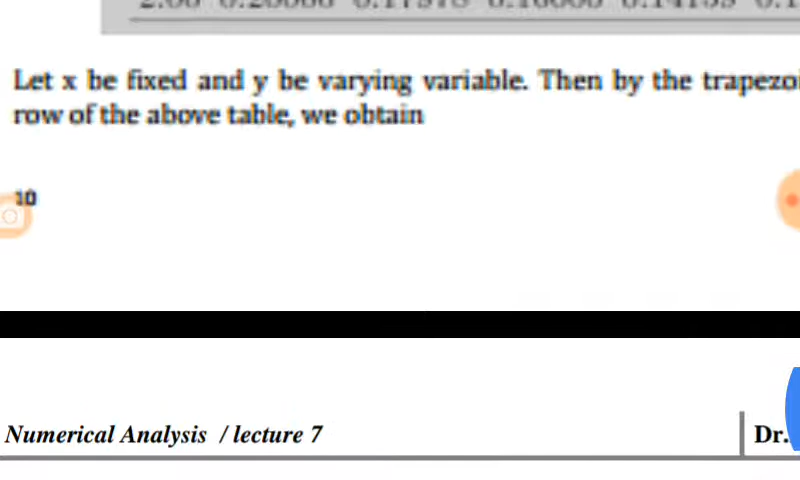 Let x be fixed and y be varying variable. Then by the
row of the above table, we obtain
10
Numerical Analysis / lecture 7
Dr.